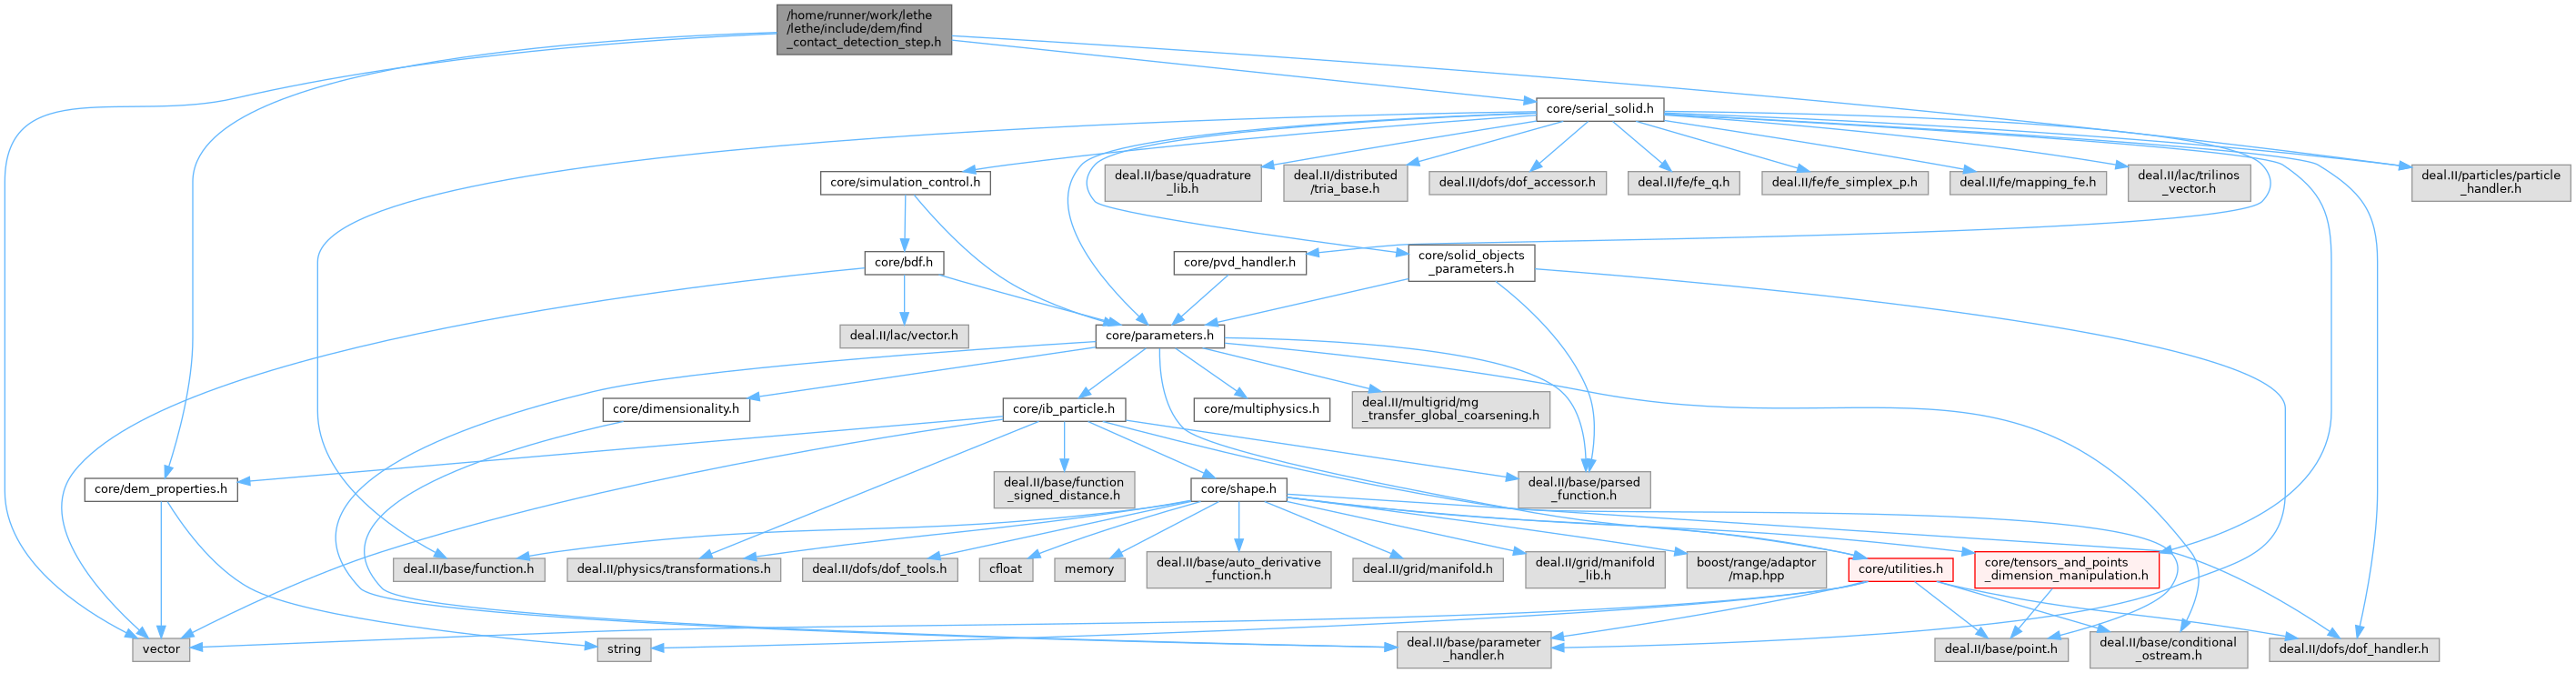 /home/runner/work/lethe
/lethe/include/dem/find
_contact_detection_step.h
core/serial_solid.h
core/simulation_control.h
deal.II/base/quadrature
_lib.h
deal.II/distributed
/tria_base.h
deal.II/dofs/dof_accessor.h
deal.II/fe/fe_q.h
deal.II/fe/fe_simplex_p.h
deal.II/fe/mapping_fe.h
deal.II/lac/trilinos
_vector.h
deal.II/particles/particle
_handler.h
core/bdf.h
core/pvd_handler.h
core/solid_objects
_parameters.h
deal.II/lac/vector.h
core/parameters.h
core/dimensionality.h
core/ib_particle.h
core/multiphysics.h
deal.II/multigrid/mg
_transfer_global_coarsening.h
core/dem_properties.h
deal.II/base/function
_signed_distance.h
core/shape.h
deal.II/base/parsed
_function.h
deal.II/base/function.h
deal.II/physics/transformations.h
deal.II/dofs/dof_tools.h
cfloat
memory
deal.II/base/auto_derivative
_function.h
deal.II/grid/manifold.h
deal.II/grid/manifold
_lib.h
boost/range/adaptor
/map.hpp
core/utilities.h
core/tensors_and_points
_dimension_manipulation.h
vector
string
deal.II/base/parameter
_handler.h
deal.II/base/point.h
deal.II/base/conditional
_ostream.h
deal.II/dofs/dof_handler.h